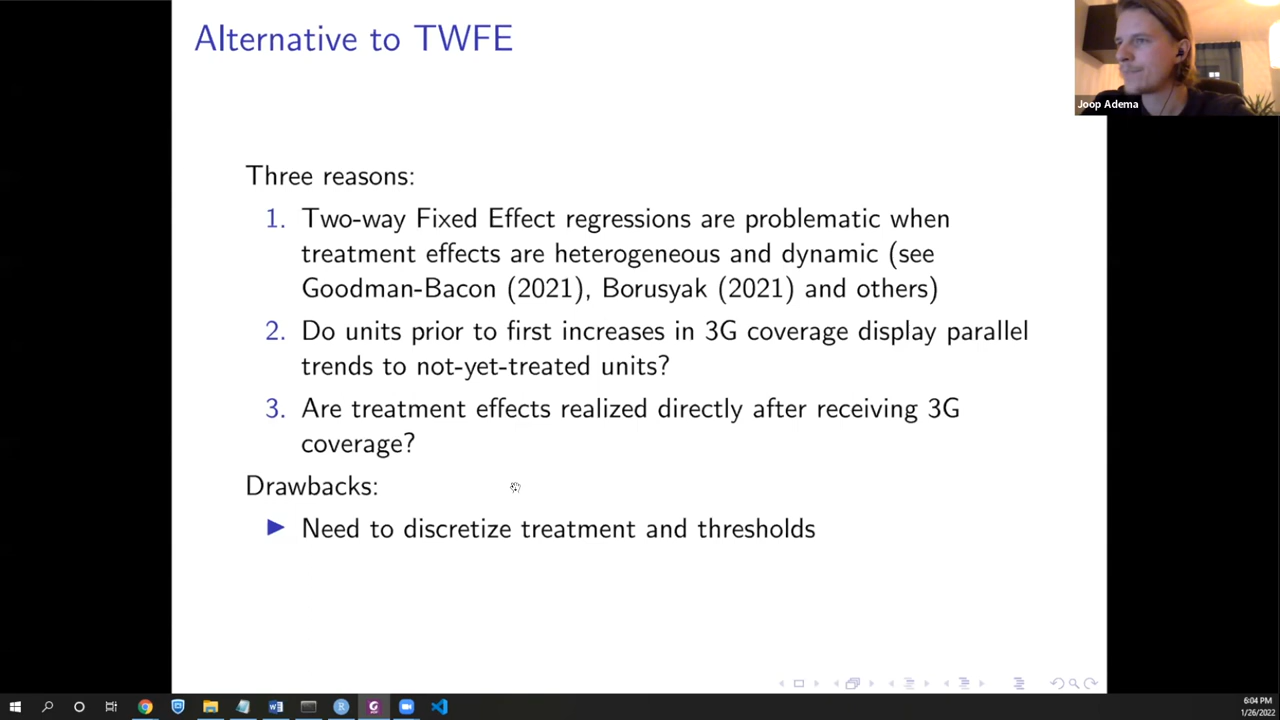 Alternative to TWFE
Joop Adema
Three reasons:
1. Two-way Fixed Effect regressions are problematic when
treatment effects are heterogeneous and dynamic (see
Goodman-Bacon (2021), Borusyak (2021) and others)
2. Do units prior to first increases in 3G coverage display parallel
trends to not-yet-treated units?
3. Are treatment effects realized directly after receiving 3G
coverage?
Drawbacks:
Need to discretize treatment and thresholds
6:04 PM
1/26/2022